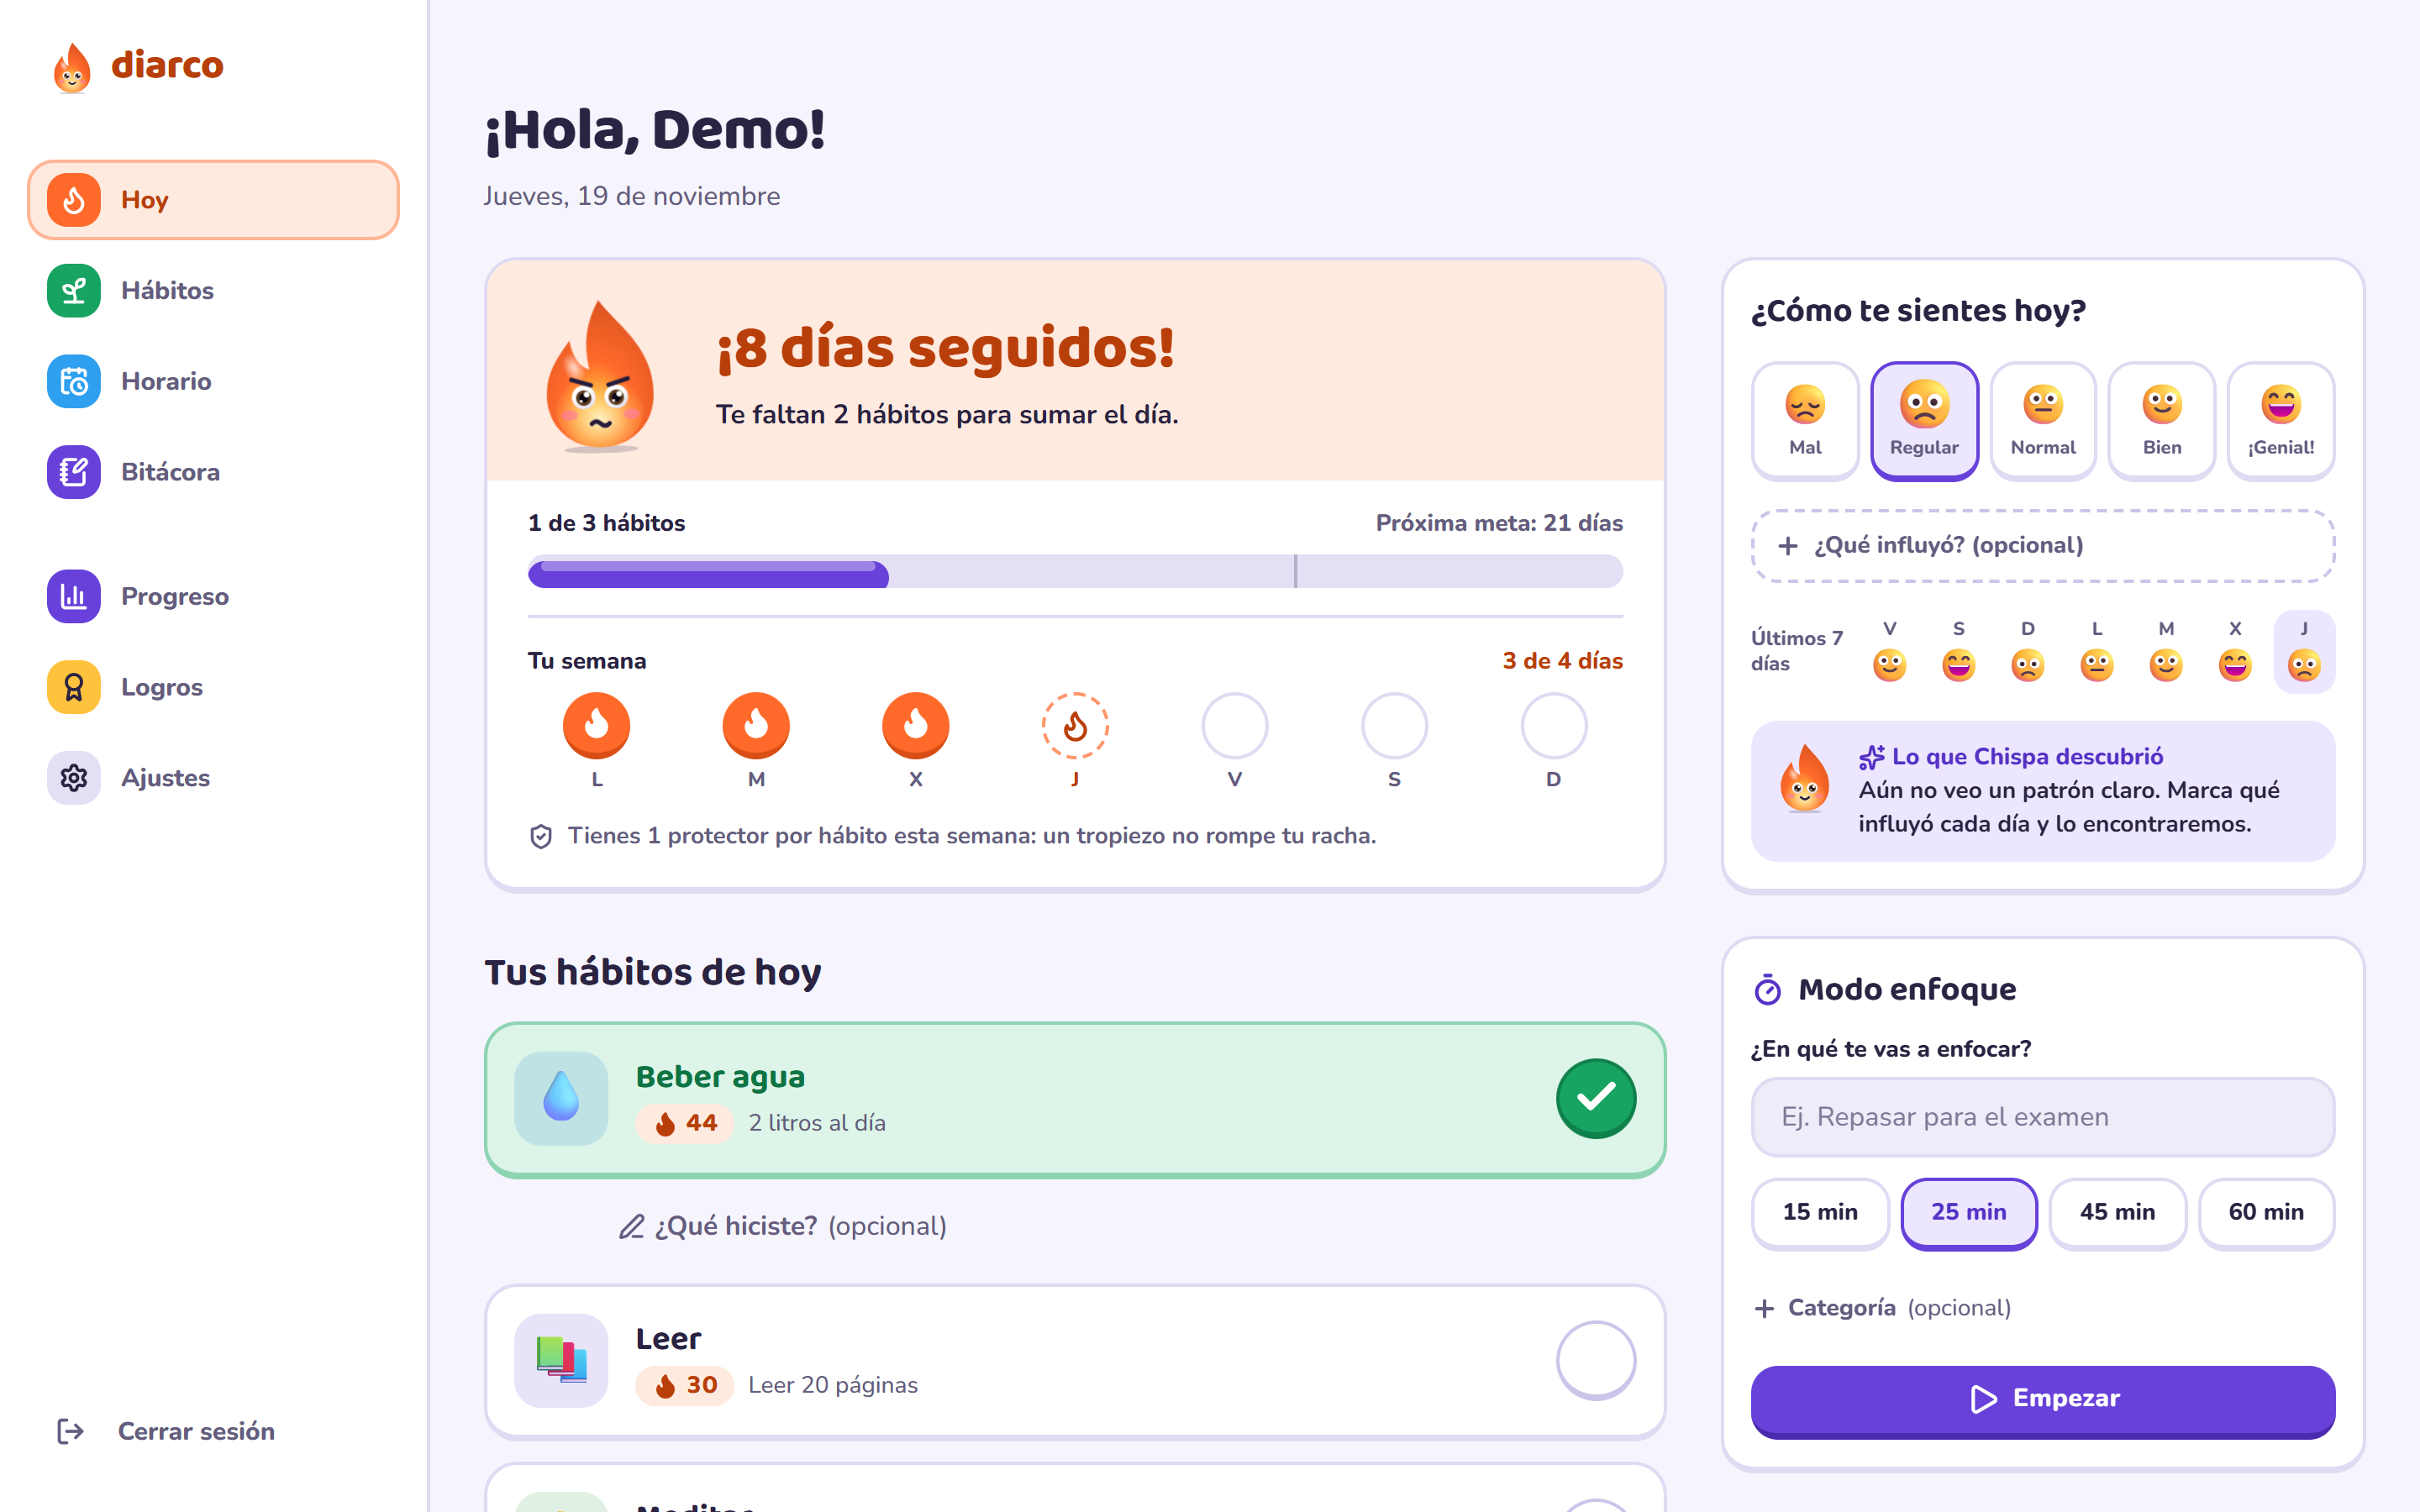 diarco
Hoy
Hábitos
Horario
Bitácora
Progreso
Logros
Ajustes
Cerrar sesión
¡Hola, Demo!
Jueves, 19 de noviembre
¡8 días seguidos!
Te faltan 2 hábitos para sumar el día.
1 de 3 hábitos
Próxima meta: 21 días
Tu semana
3 de 4 días
L M X J V S D
Tienes 1 protector por hábito esta semana: un tropiezo no rompe tu racha.
Tus hábitos de hoy
Beber agua
44 2 litros al día
¿Qué hiciste? (opcional)
Leer
30 Leer 20 páginas
¿Cómo te sientes hoy?
Mal Regular Normal Bien ¡Genial!
¿Qué influyó? (opcional)
Últimos 7
días
V S D L M X J
Lo que Chispa descubrió
Aún no veo un patrón claro. Marca qué
influyó cada día y lo encontraremos.
Modo enfoque
¿En qué te vas a enfocar?
Ej. Repasar para el examen
15 min 25 min 45 min 60 min
Categoría (opcional)
Empezar